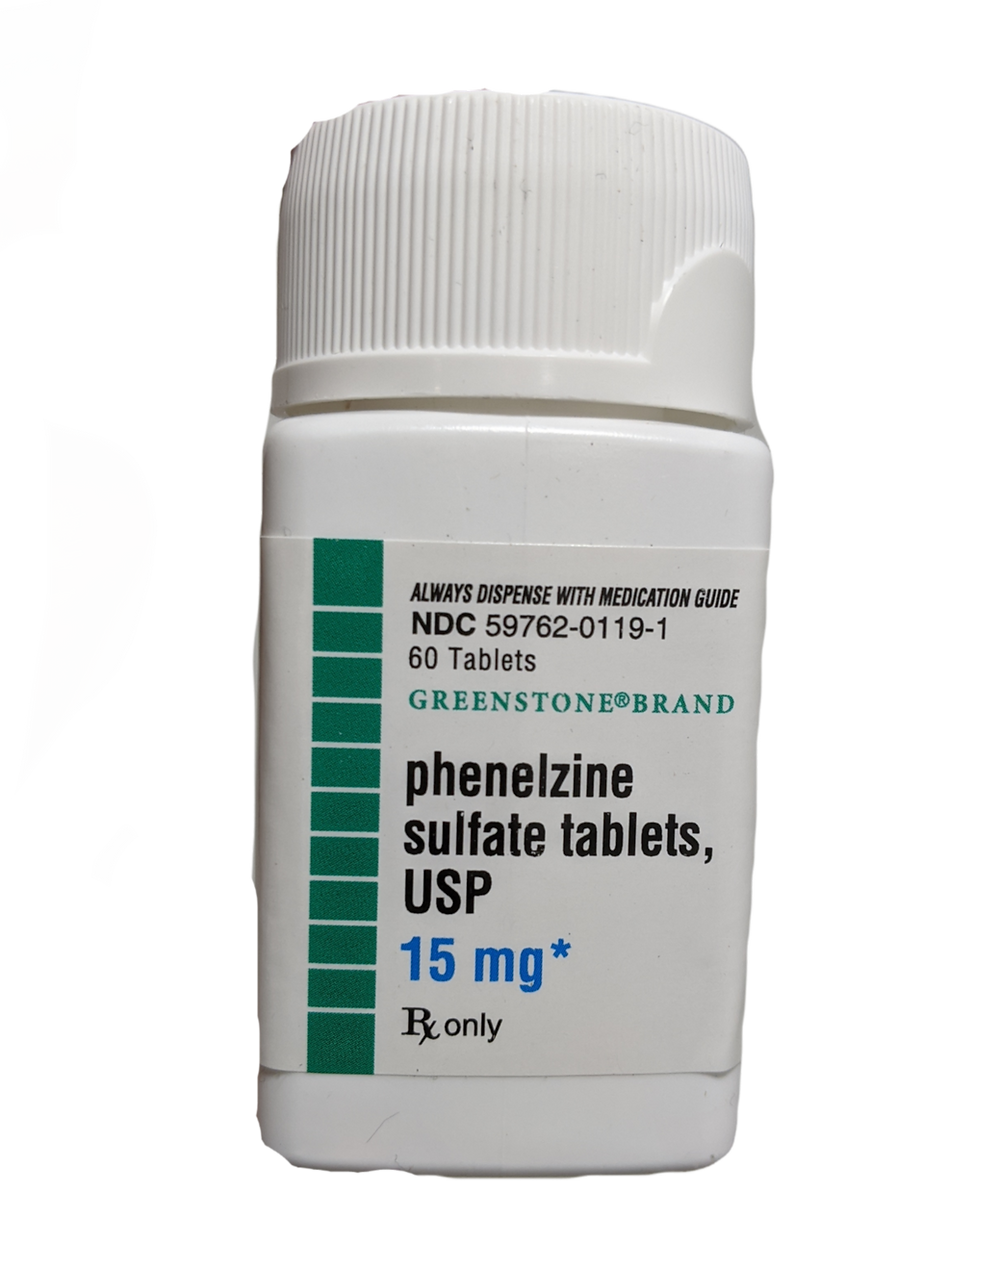 ALWAYS DISPENSE WITH MEDICATION GUIDE
NDC 59762-0119-1
60 Tablets
GREENSTONE®BRAND
phenelzine
sulfate tablets,
USP
15 mg*
Rx only